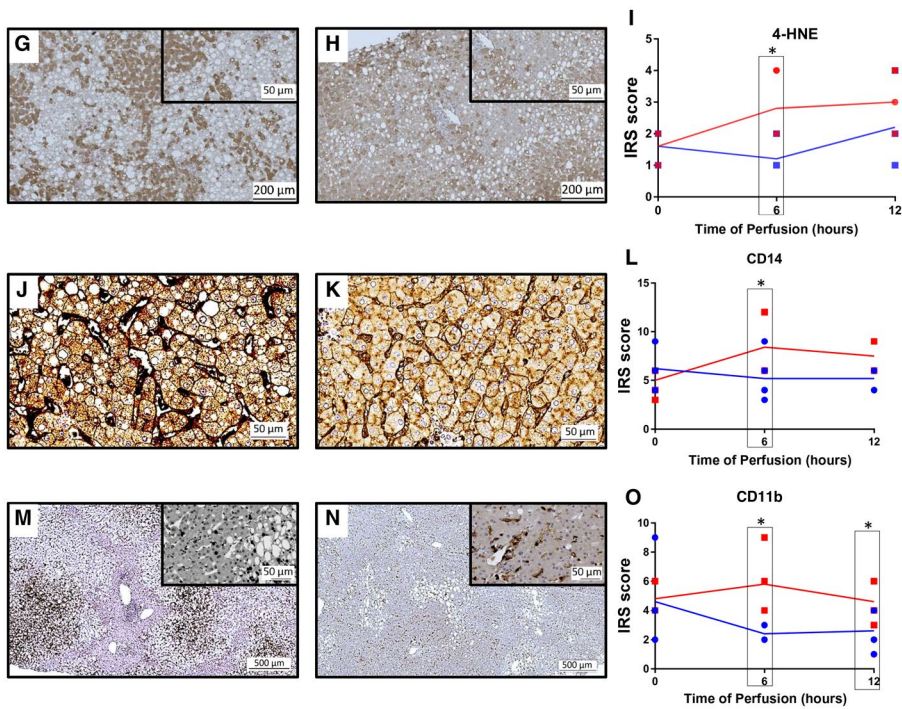 G
50 µm
200 µm
H
50 µm
200 µm
I
4-HNE
*
IRS score
5
4
3
2
1
0
0
6
12
Time of Perfusion (hours)
J
50 µm
K
50 µm
L
CD14
*
IRS score
15
10
5
0
0
6
12
Time of Perfusion (hours)
M
50 µm
500 µm
N
50 µm
500 µm
O
CD11b
*
*
IRS score
10
8
6
4
2
0
0
6
12
Time of Perfusion (hours)